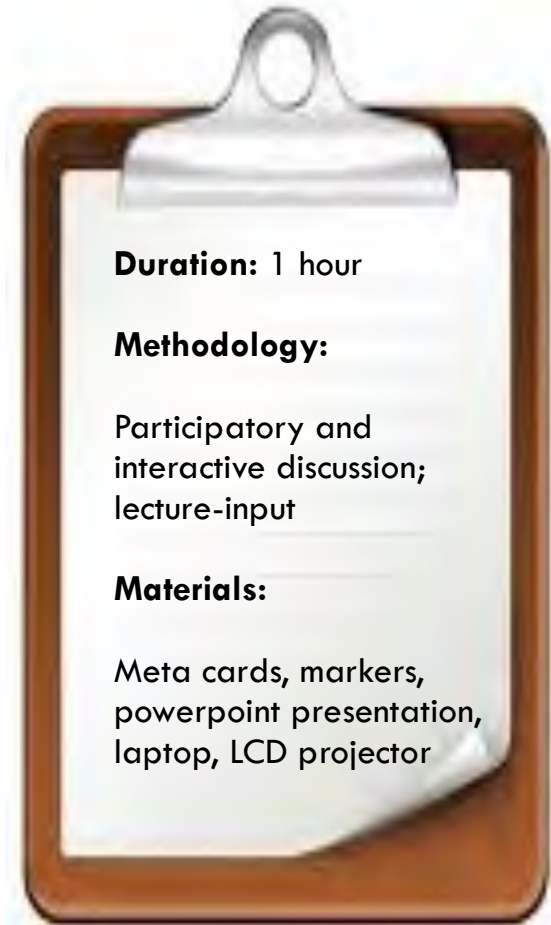 Duration: 1 hour
Methodology:
Participatory and
interactive discussion;
lecture-input
Materials:
Meta cards, markers,
powerpoint presentation,
laptop, LCD projector